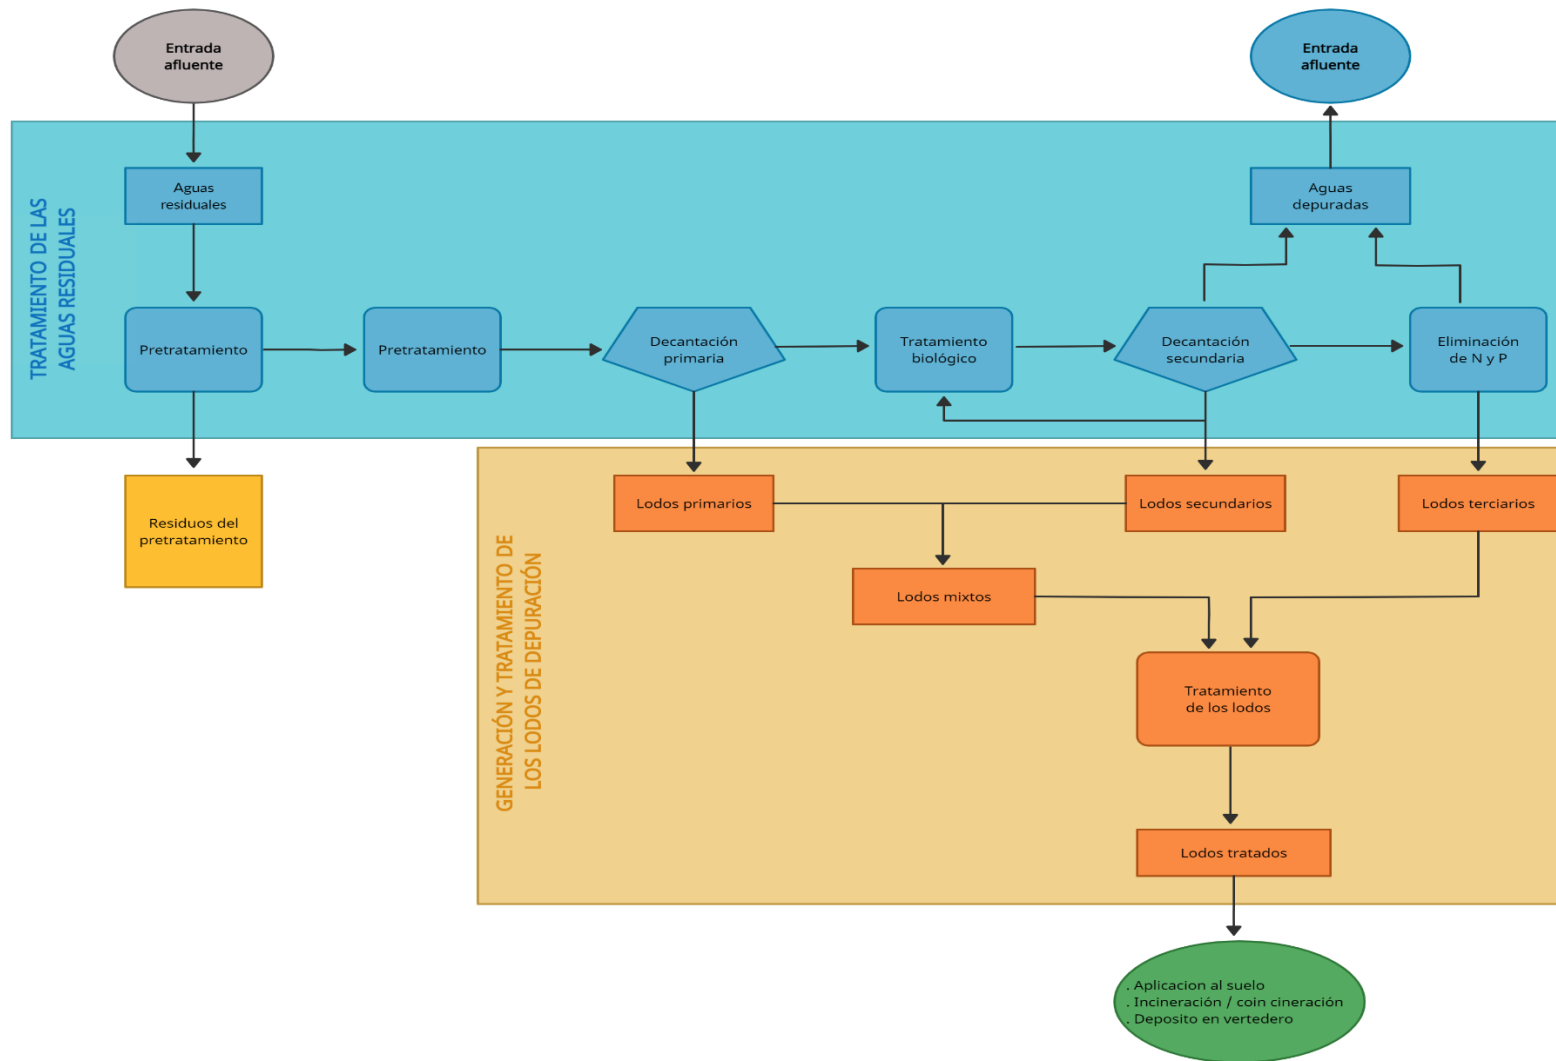 Entrada
afluente
Entrada
afluente
TRATAMIENTO DE LAS
AGUAS RESIDUALES
Aguas
residuales
Aguas
depuradas
Pretratamiento
Pretratamiento
Decantación
primaria
Tratamiento
biológico
Decantación
secundaria
Eliminación
de N y P
Residuos del
pretratamiento
GENERACIÓN Y TRATAMIENTO DE
LOS LODOS DE DEPURACIÓN
Lodos primarios
Lodos secundarios
Lodos terciarios
Lodos mixtos
Tratamiento
de los lodos
Lodos tratados
. Aplicacion al suelo
. Incineración / coin cineración
. Deposito en vertedero